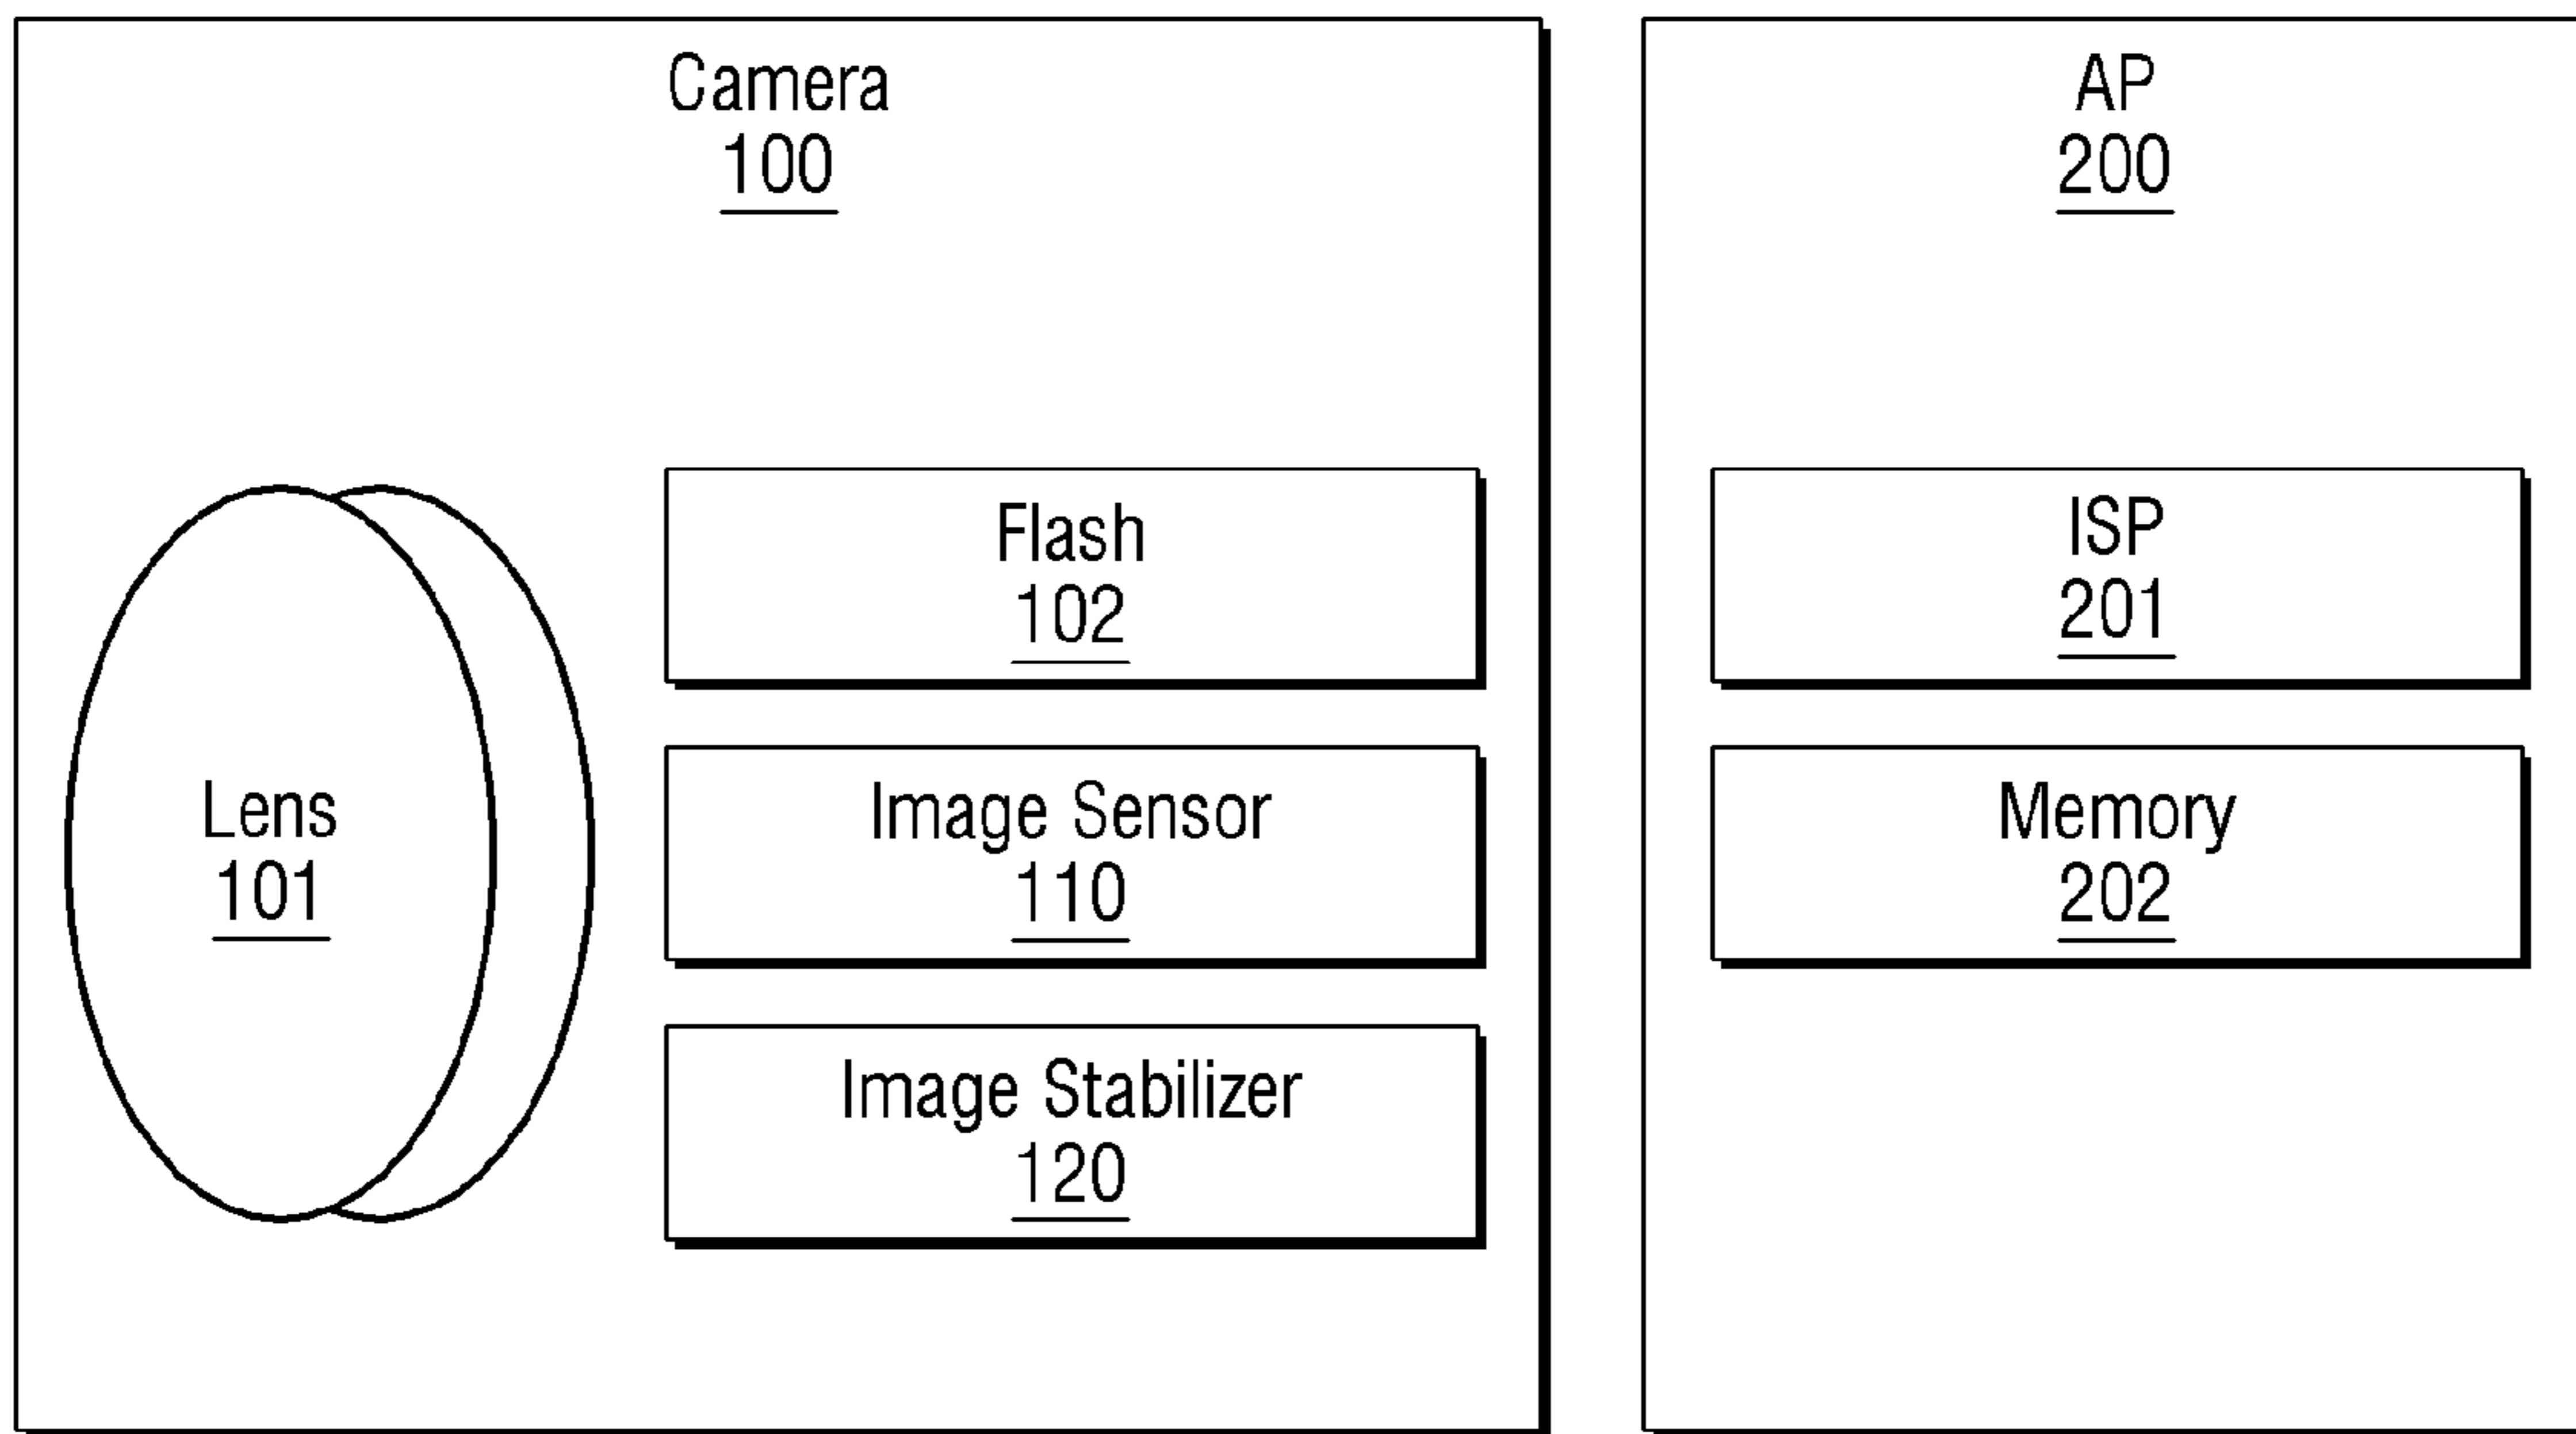 Camera
100
Lens
101
Flash
102
Image Sensor
110
Image Stabilizer
120
AP
200
ISP
201
Memory
202